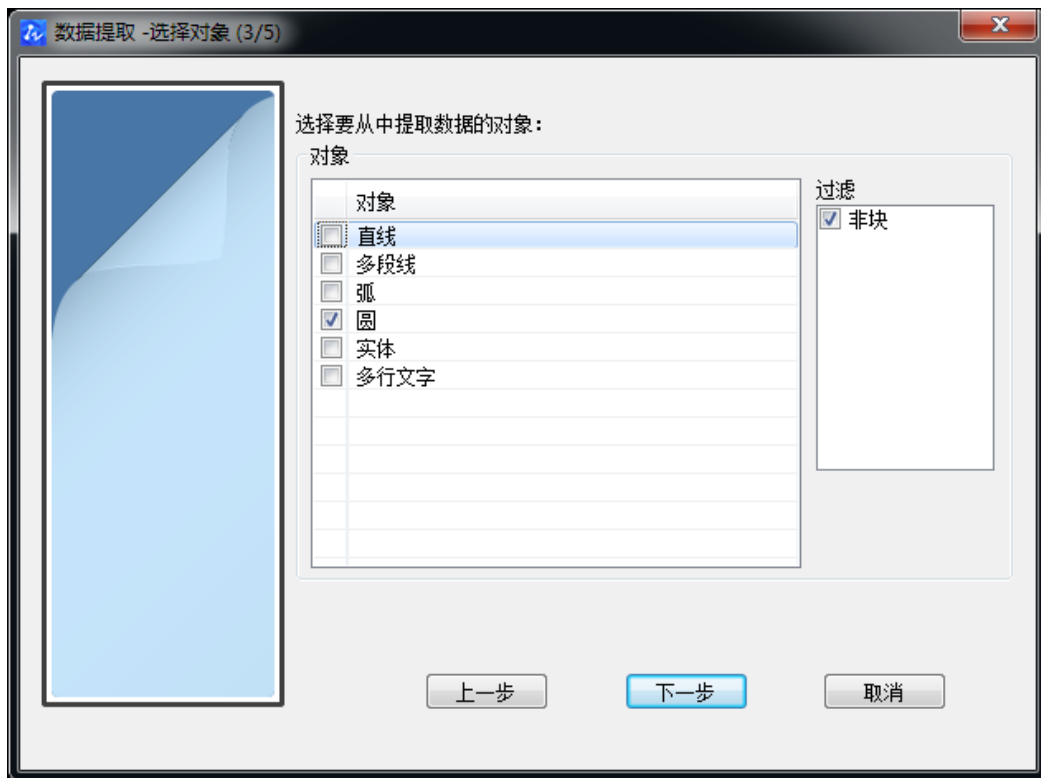 数据提取 -选择对象 (3/5)
选择要从中提取数据的对象：
对象
对象
直线
多段线
弧
圆
实体
多行文字
过滤
非块
上一步
下一步
取消